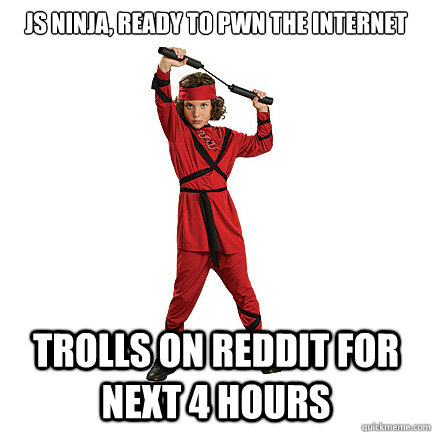 JS NINJA, READY TO PWN THE INTERNET
TROLLS ON REDDIT FOR
NEXT 4 HOURS
quickmeme.com